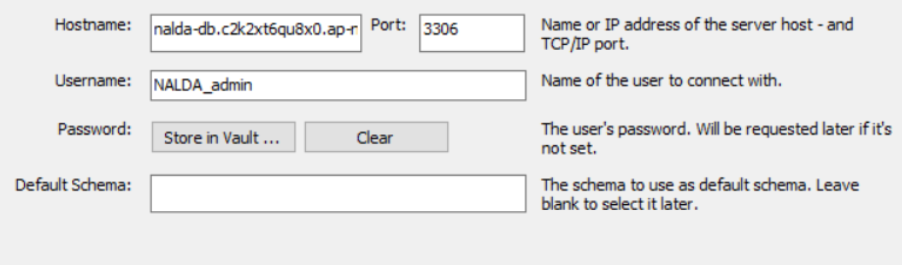 Hostname: nalda-db.c2k2xt6qu8x0.ap-r Port: 3306 Name or IP address of the server host - and
TCP/IP port.
Username: NALDA_admin Name of the user to connect with.
Password: Store in Vault ... Clear The user's password. Will be requested later if it's
not set.
Default Schema: The schema to use as default schema. Leave
blank to select it later.